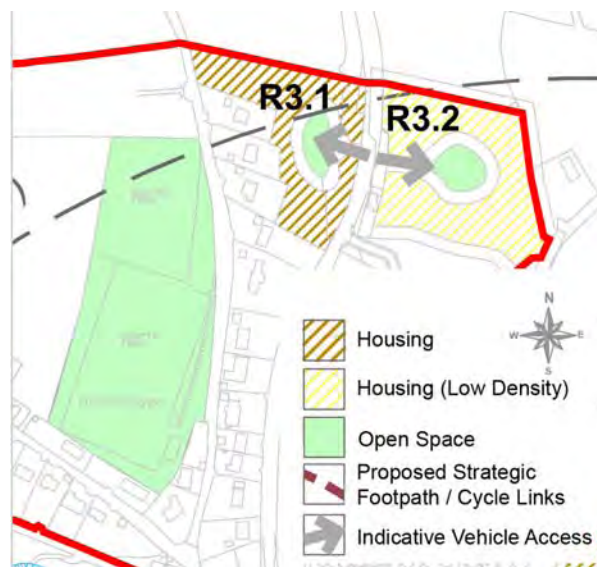 R3.1
R3.2
N
W E
S
Housing
Housing (Low Density)
Open Space
Proposed Strategic
Footpath / Cycle Links
Indicative Vehicle Access